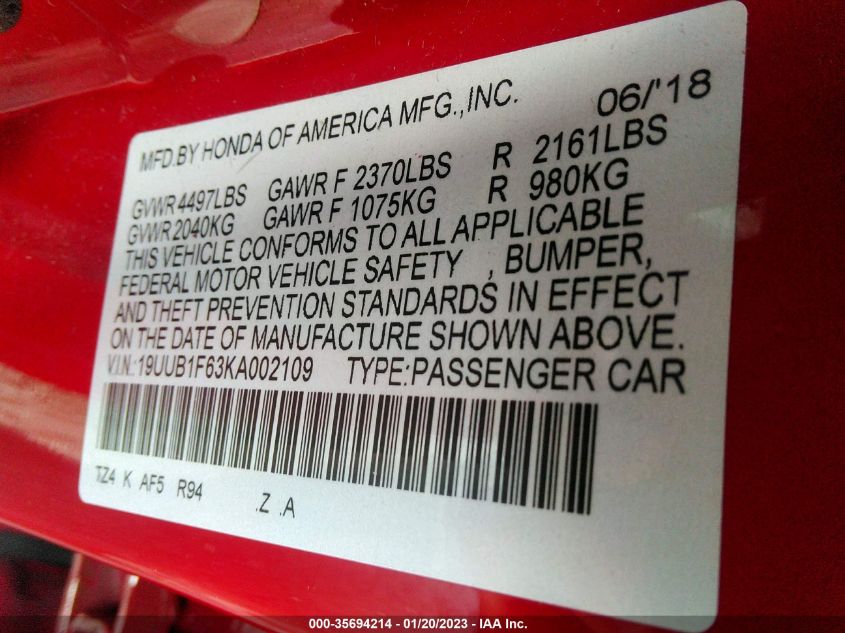 MFD.BY HONDA OF AMERICA MFG.,INC. 06/'18
GVWR 4497LBS GAWR F 2370LBS R 2161LBS
GVWR 2040KG GAWR F 1075KG R 980KG
THIS VEHICLE CONFORMS TO ALL APPLICABLE
FEDERAL MOTOR VEHICLE SAFETY , BUMPER,
AND THEFT PREVENTION STANDARDS IN EFFECT
ON THE DATE OF MANUFACTURE SHOWN ABOVE.
V.I.N.:19UUB1F63KA002109 TYPE:PASSENGER CAR
TZ4 K AF5 R94
.Z .A
000-35694214 - 01/20/2023 - IAA Inc.